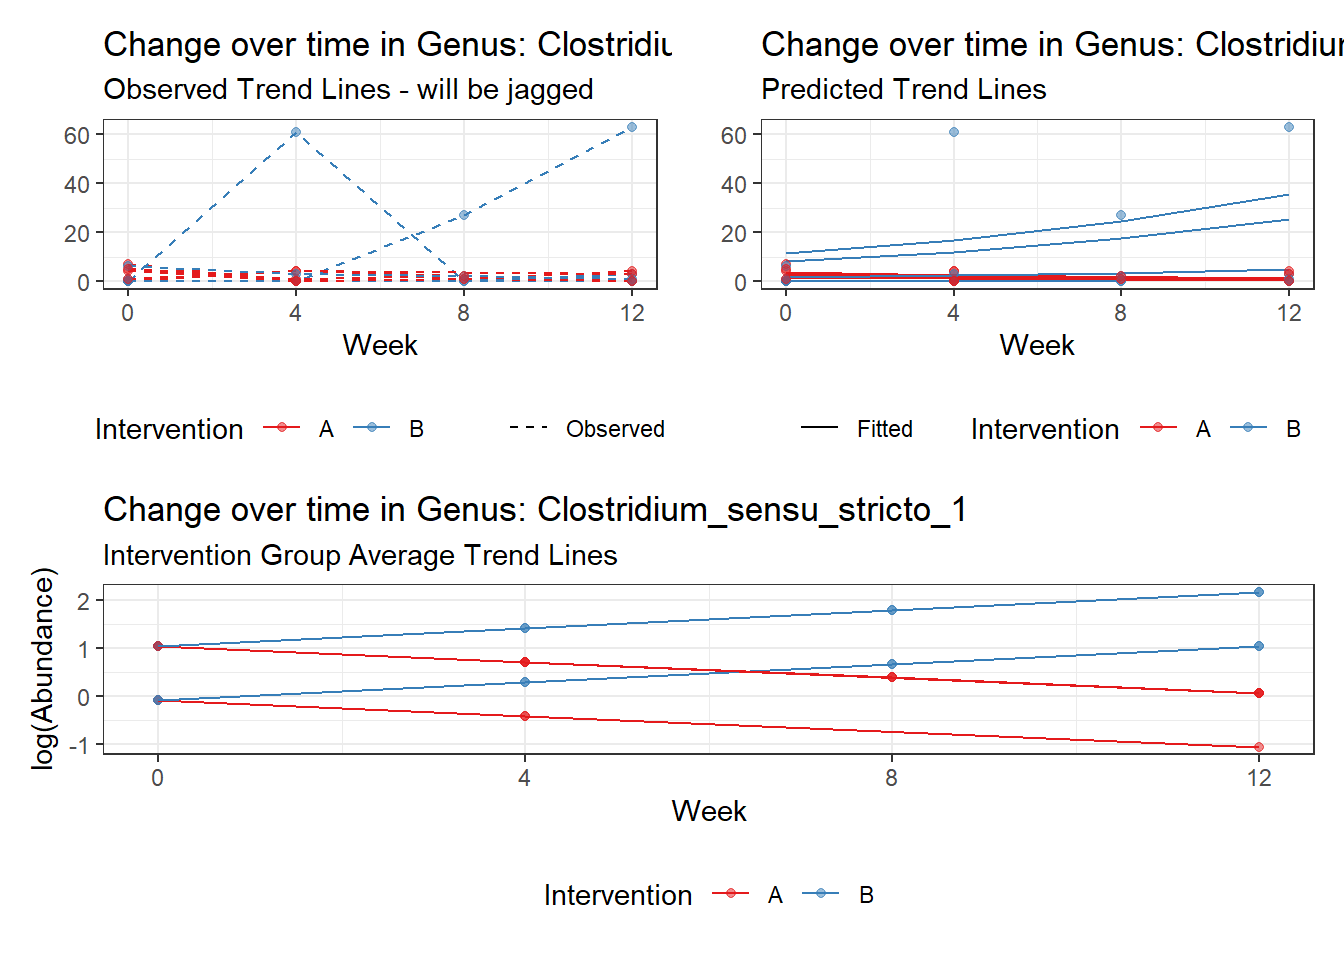 Change over time in Genus: Clostridiu
Observed Trend Lines - will be jagged
60
40
20
0
0 4 8 12
Week
Intervention A B Observed
Change over time in Genus: Clostridiu
Predicted Trend Lines
60
40
20
0
0 4 8 12
Week
Fitted Intervention A B
Change over time in Genus: Clostridium_sensu_stricto_1
Intervention Group Average Trend Lines
log(Abundance)
2
1
0
-1
0 4 8 12
Week
Intervention A B